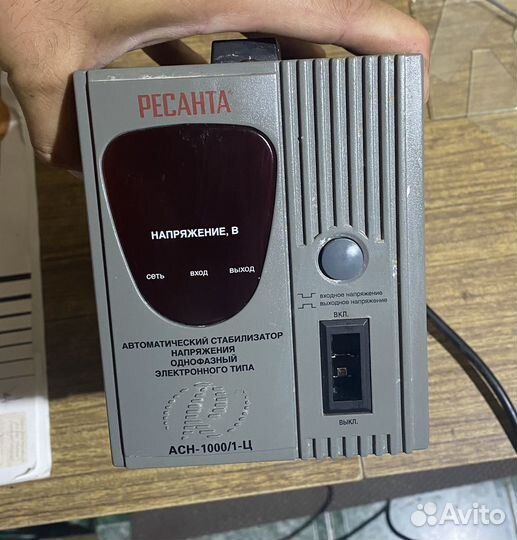 РЕСАНТА
НАПРЯЖЕНИЕ, В
сеть вход выход
входное напряжение
выходное напряжение
ВКЛ.
АВТОМАТИЧЕСКИЙ СТАБИЛИЗАТОР
НАПРЯЖЕНИЯ
ОДНОФАЗНЫЙ
ЭЛЕКТРОННОГО ТИПА
ВЫКЛ.
АСН-1000/1-Ц
Avito